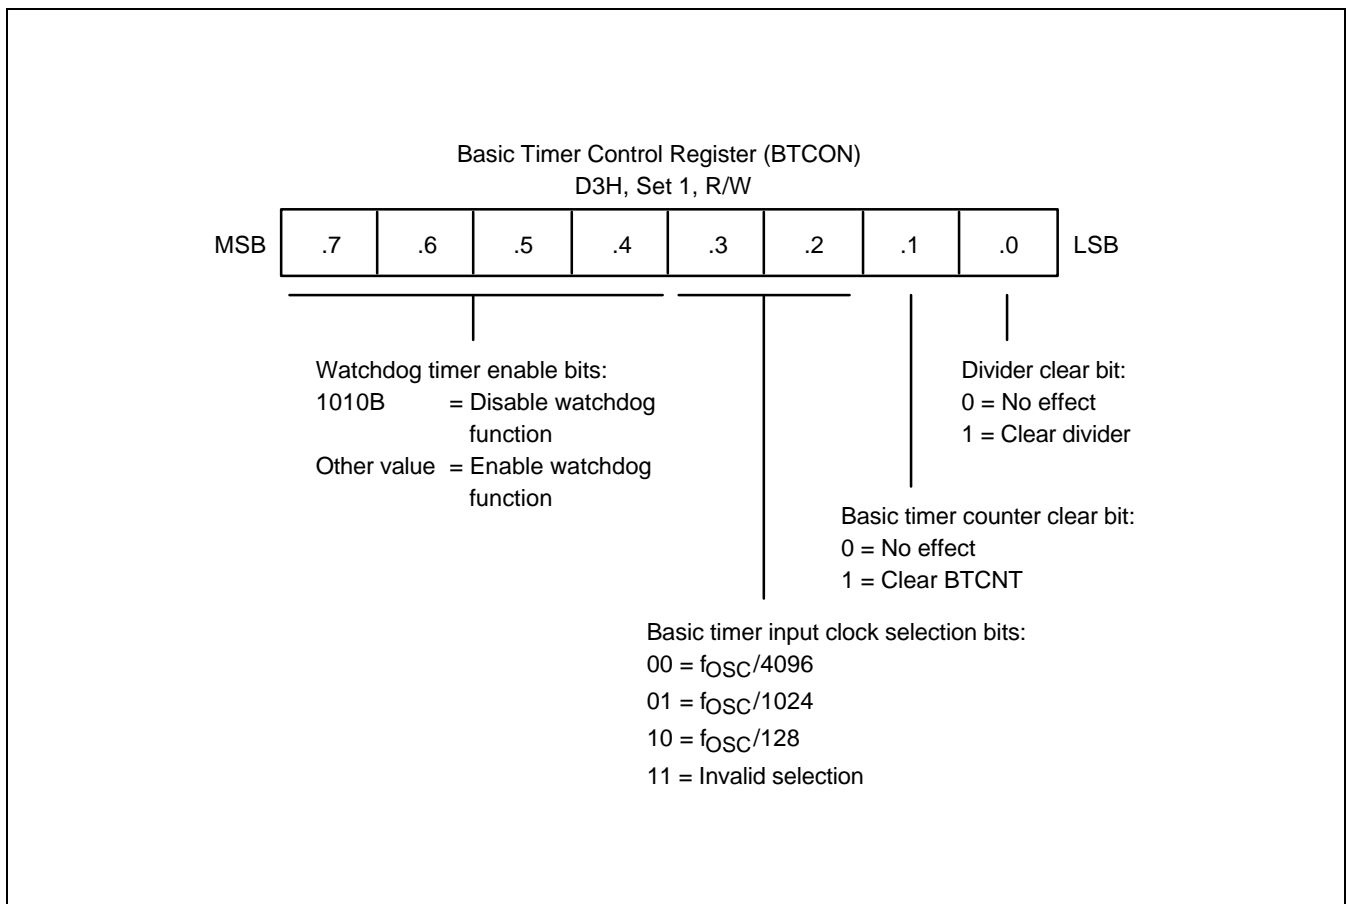 Basic Timer Control Register (BTCON)
D3H, Set 1, R/W
MSB .7 .6 .5 .4 .3 .2 .1 .0 LSB
Watchdog timer enable bits:
1010B = Disable watchdog
function
Other value = Enable watchdog
function
Divider clear bit:
0 = No effect
1 = Clear divider
Basic timer counter clear bit:
0 = No effect
1 = Clear BTCNT
Basic timer input clock selection bits:
00 = fOSC/4096
01 = fOSC/1024
10 = fOSC/128
11 = Invalid selection